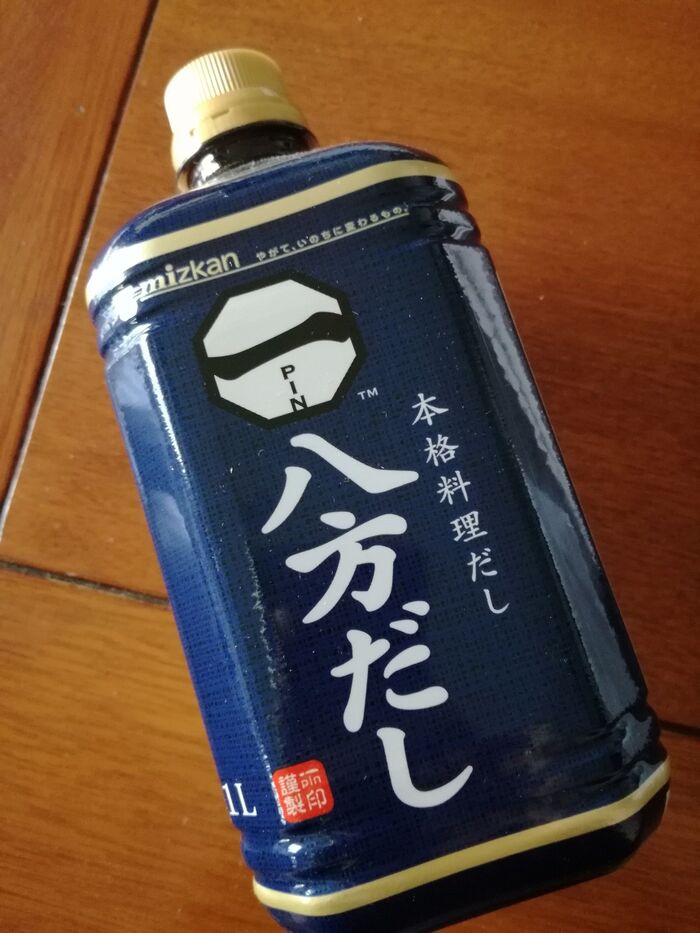 mizkan
やがて、いのちに変わるもの。
PIN
TM
本格料理だし
八方だし
1L
pin印
謹製